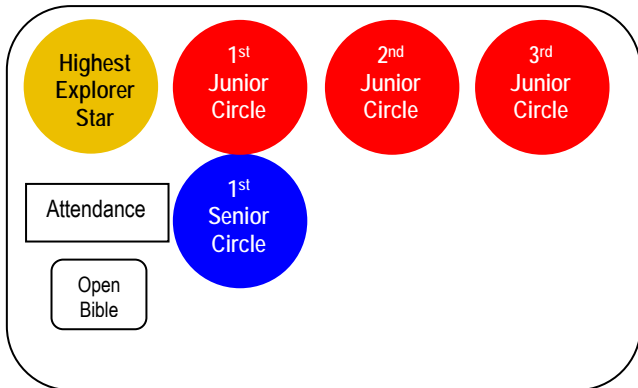 Highest
Explorer
Star
1st
Junior
Circle
2nd
Junior
Circle
3rd
Junior
Circle
Attendance
1st
Senior
Circle
Open
Bible